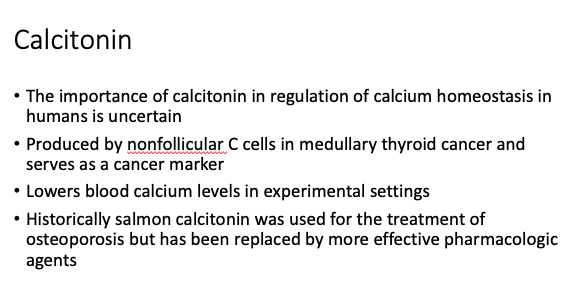 Calcitonin
• The importance of calcitonin in regulation of calcium homeostasis in
humans is uncertain
• Produced by nonfollicular C cells in medullary thyroid cancer and
serves as a cancer marker
• Lowers blood calcium levels in experimental settings
• Historically salmon calcitonin was used for the treatment of
osteoporosis but has been replaced by more effective pharmacologic
agents